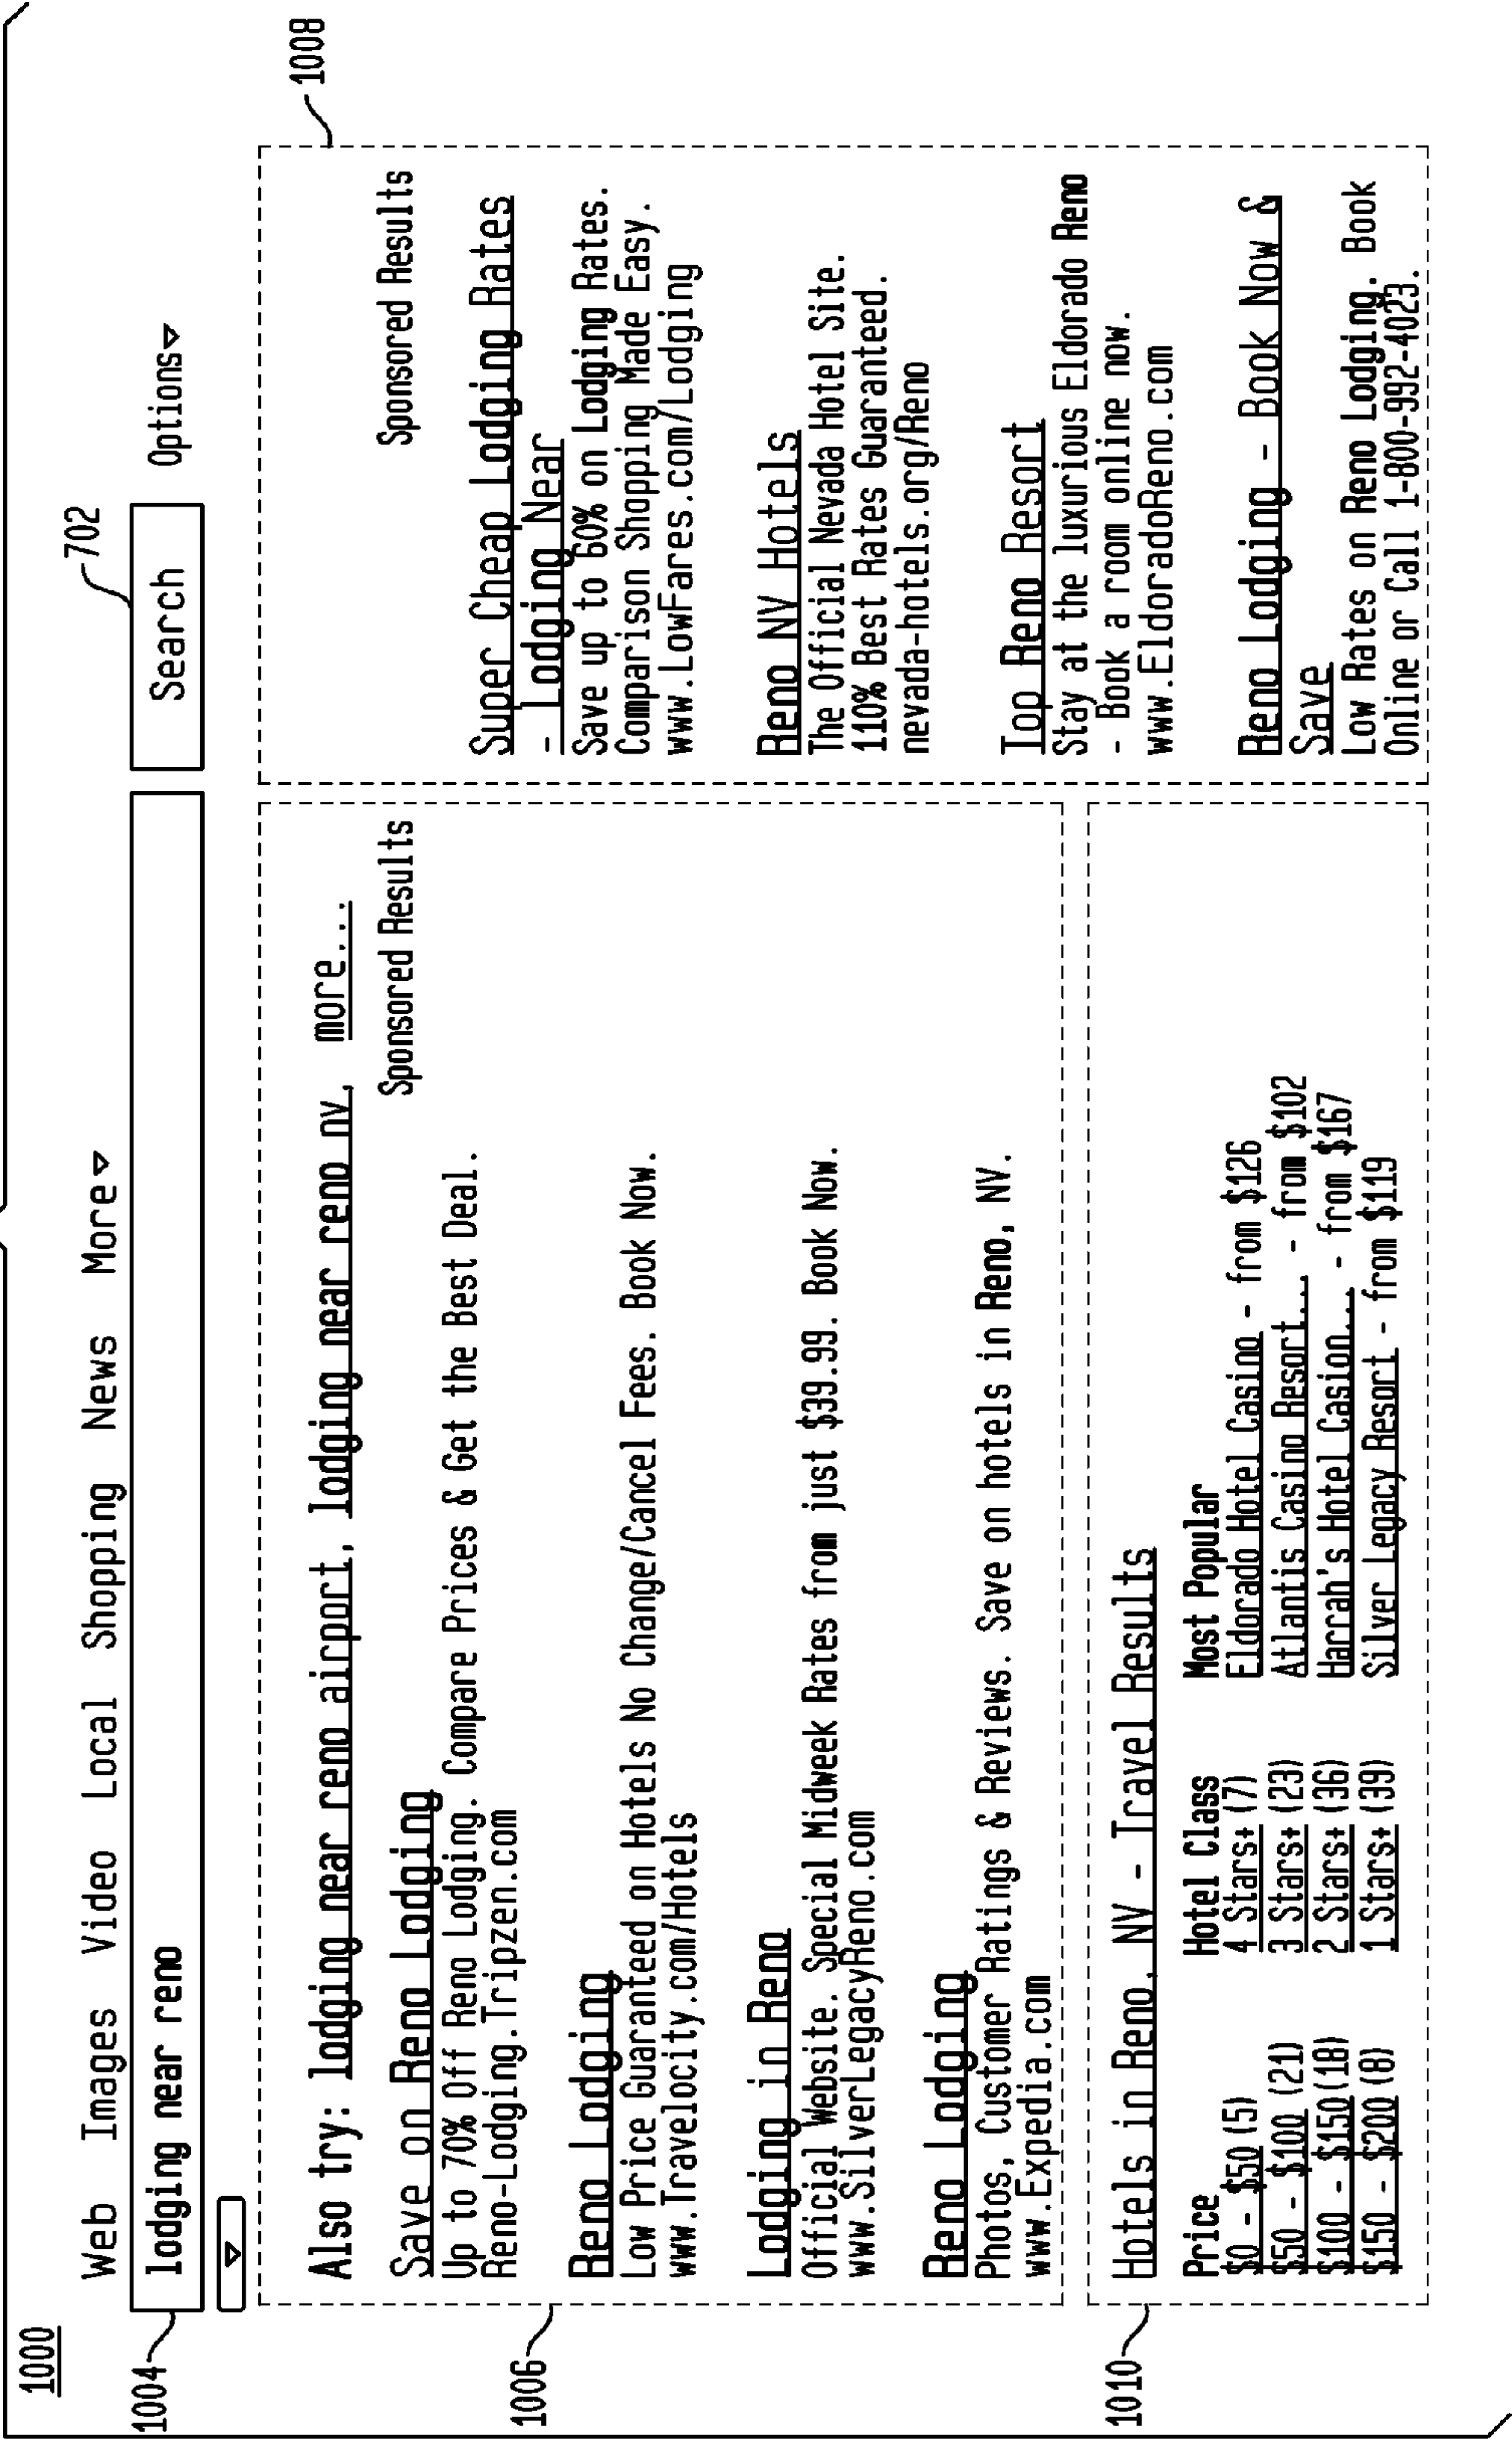 1000
Web Images Video Local Shopping News More
702
1004
lodging near reno
Search
Options
1006
Also try: lodging near reno airport, lodging near reno nv, more...
Sponsored Results
Save on Reno Lodging
Up to 70% Off Reno Lodging. Compare Prices & Get the Best Deal.
Reno-Lodging.Tripzen.com
Reno Lodging
Low Price Guaranteed on Hotels No Change/Cancel Fees. Book Now.
www.Travelocity.com/Hotels
Lodging in Reno
Official Website. Special Midweek Rates from just $39.99. Book Now.
www.SilverLegacyReno.com
Reno Lodging
Photos, Customer Ratings & Reviews. Save on hotels in Reno, NV.
www.Expedia.com
1008
Sponsored Results
Super Cheap Lodging Rates
- Lodging Near
Save up to 60% on Lodging Rates.
Comparison Shopping Made Easy.
www.LowFares.com/Lodging
Reno NV Hotels
The Official Nevada Hotel Site.
110% Best Rates Guaranteed.
nevada-hotels.org/Reno
Top Reno Resort
Stay at the luxurious Eldorado Reno
- Book a room online now.
www.EldoradoReno.com
Reno Lodging - Book Now &
Save
Low Rates on Reno Lodging. Book
Online or Call 1-800-992-4023.
1010
Hotels in Reno, NV - Travel Results
Price Hotel Class Most Popular
$0 - $50 (5) 4 Stars+ (7) Eldorado Hotel Casino - from $126
$50 - $100 (21) 3 Stars+ (23) Atlantis Casino Resort... - from $102
$100 - $150 (18) 2 Stars+ (36) Harrah's Hotel Casion... - from $167
$150 - $200 (8) 1 Stars+ (39) Silver Legacy Resort - from $119